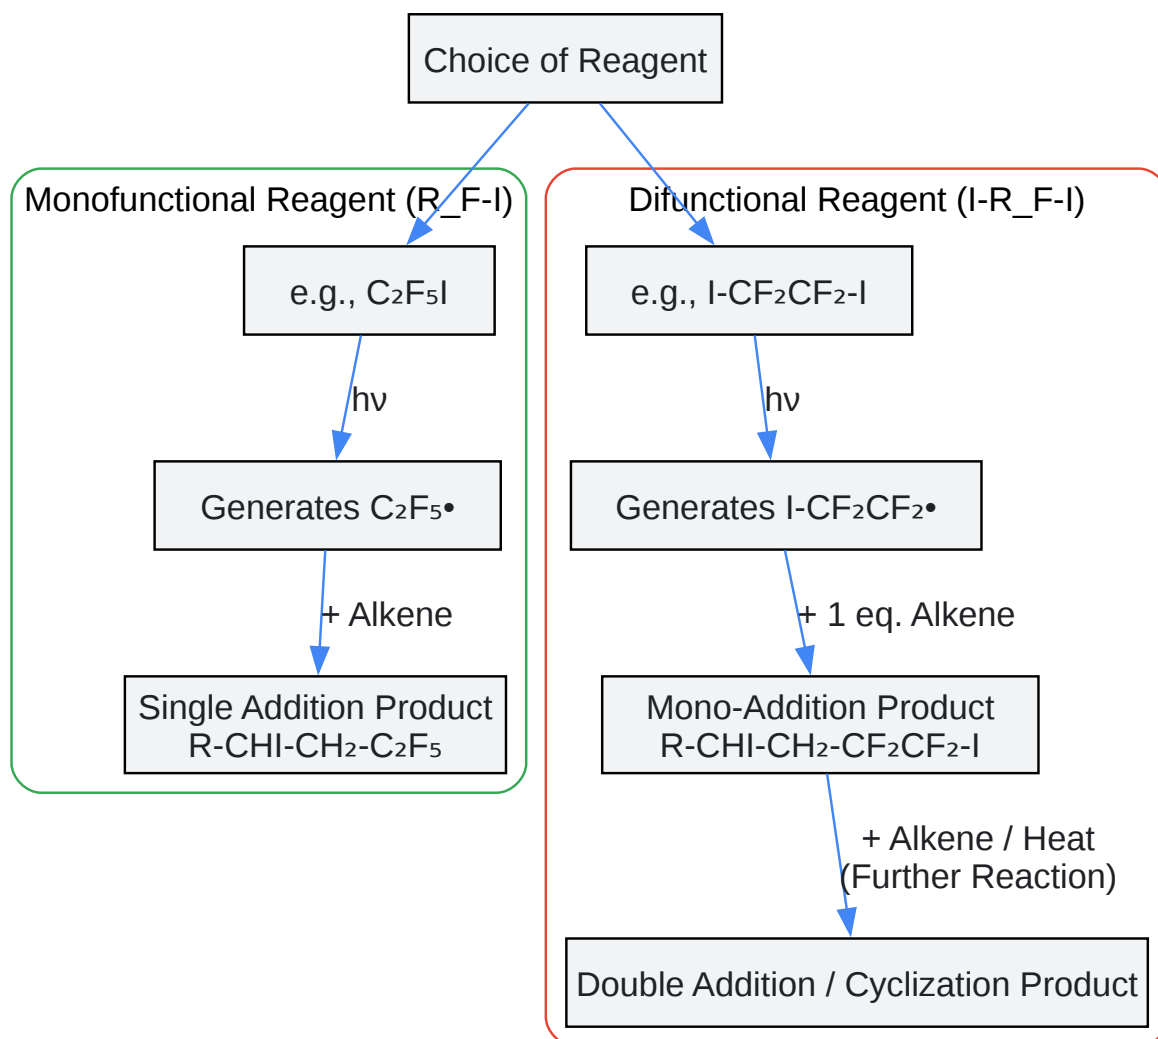 Choice of Reagent
Monofunctional Reagent (R_F-I)
e.g., C₂F₅I
hν
Generates C₂F₅•
+ Alkene
Single Addition Product
R-CHI-CH₂-C₂F₅
Difunctional Reagent (I-R_F-I)
e.g., I-CF₂CF₂-I
hν
Generates I-CF₂CF₂•
+ 1 eq. Alkene
Mono-Addition Product
R-CHI-CH₂-CF₂CF₂-I
+ Alkene / Heat
(Further Reaction)
Double Addition / Cyclization Product